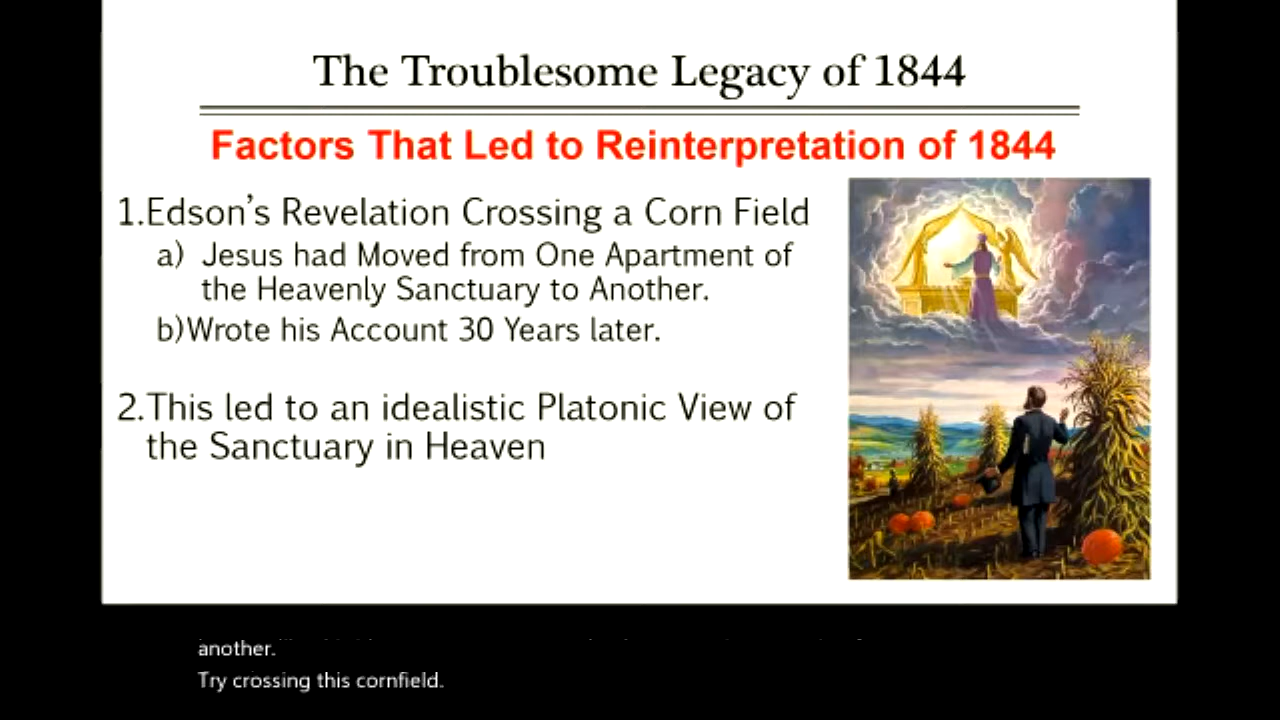 The Troublesome Legacy of 1844
Factors That Led to Reinterpretation of 1844
1.Edson's Revelation Crossing a Corn Field
a) Jesus had Moved from One Apartment of
the Heavenly Sanctuary to Another.
b)Wrote his Account 30 Years later.
2.This led to an idealistic Platonic View of
the Sanctuary in Heaven
another.
Try crossing this cornfield.